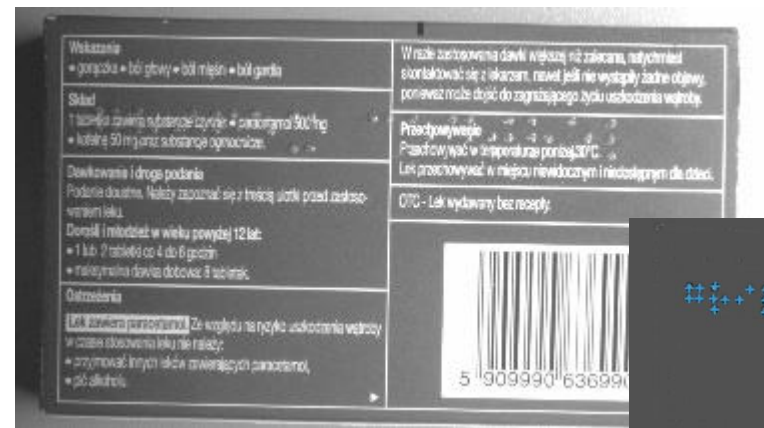 Wskazania
• gorączka • ból głowy • ból mięśni • ból gardła
Skład
1 tabletka zawiera substancje czynne: • paracetamol 500 mg
• kofeinę 50 mg oraz substancje pomocnicze.
Dawkowanie i droga podania
Podanie doustne. Należy zapoznać się z treścią ulotki przed zastoso-
waniem leku.
Dorośli i młodzież w wieku powyżej 12 lat:
• 1 lub 2 tabletki co 4 do 6 godzin
• maksymalna dawka dobowa: 8 tabletek.
Ostrzeżenia
Lek zawiera paracetamol. Ze względu na ryzyko uszkodzenia wątroby
w czasie stosowania leku nie należy:
• przyjmować innych leków zawierających paracetamol,
• pić alkoholu.
W razie zastosowania dawki większej niż zalecana, natychmiast
skontaktować się z lekarzem, nawet jeśli nie wystąpiły żadne objawy,
ponieważ może dojść do zagrażającego życiu uszkodzenia wątroby.
Przechowywanie
Przechowywać w temperaturze poniżej 30°C.
Lek przechowywać w miejscu niewidocznym i niedostępnym dla dzieci.
OTC - Lek wydawany bez recepty.
5 909990 63699